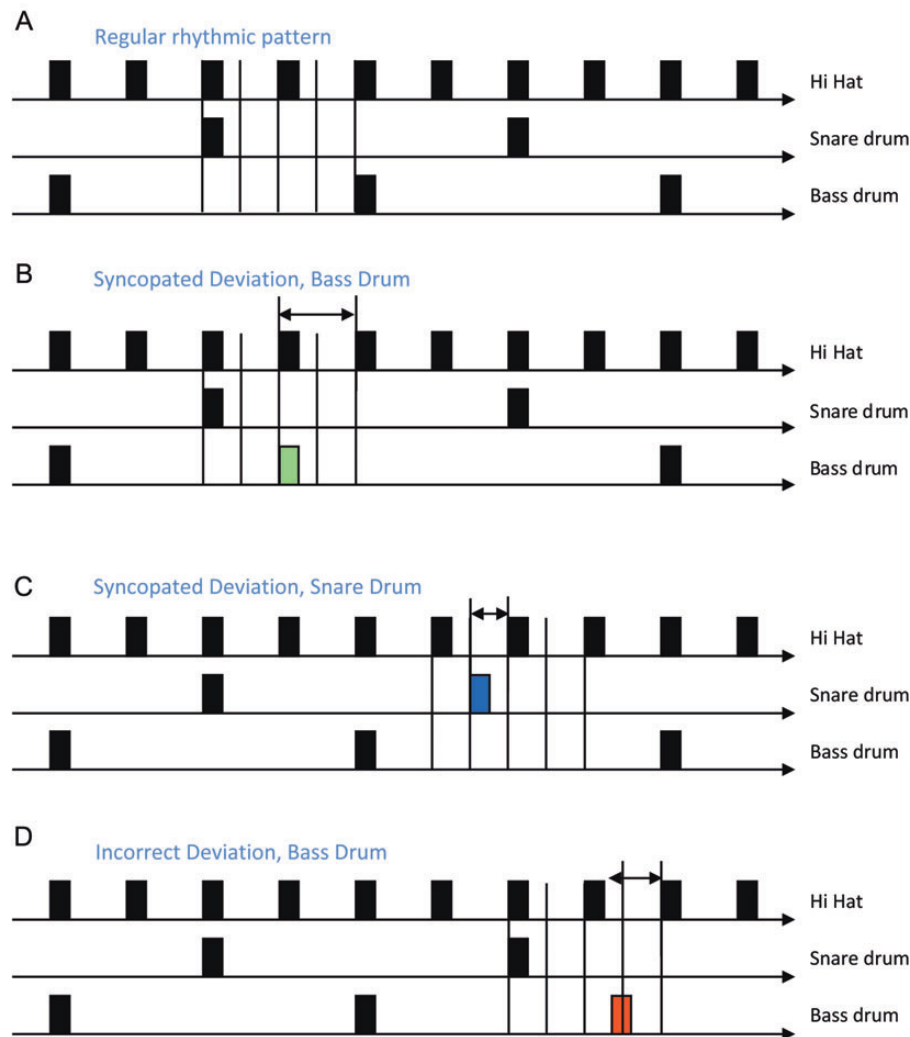 A
Regular rhythmic pattern
Hi Hat
Snare drum
Bass drum
B
Syncopated Deviation, Bass Drum
Hi Hat
Snare drum
Bass drum
C
Syncopated Deviation, Snare Drum
Hi Hat
Snare drum
Bass drum
D
Incorrect Deviation, Bass Drum
Hi Hat
Snare drum
Bass drum